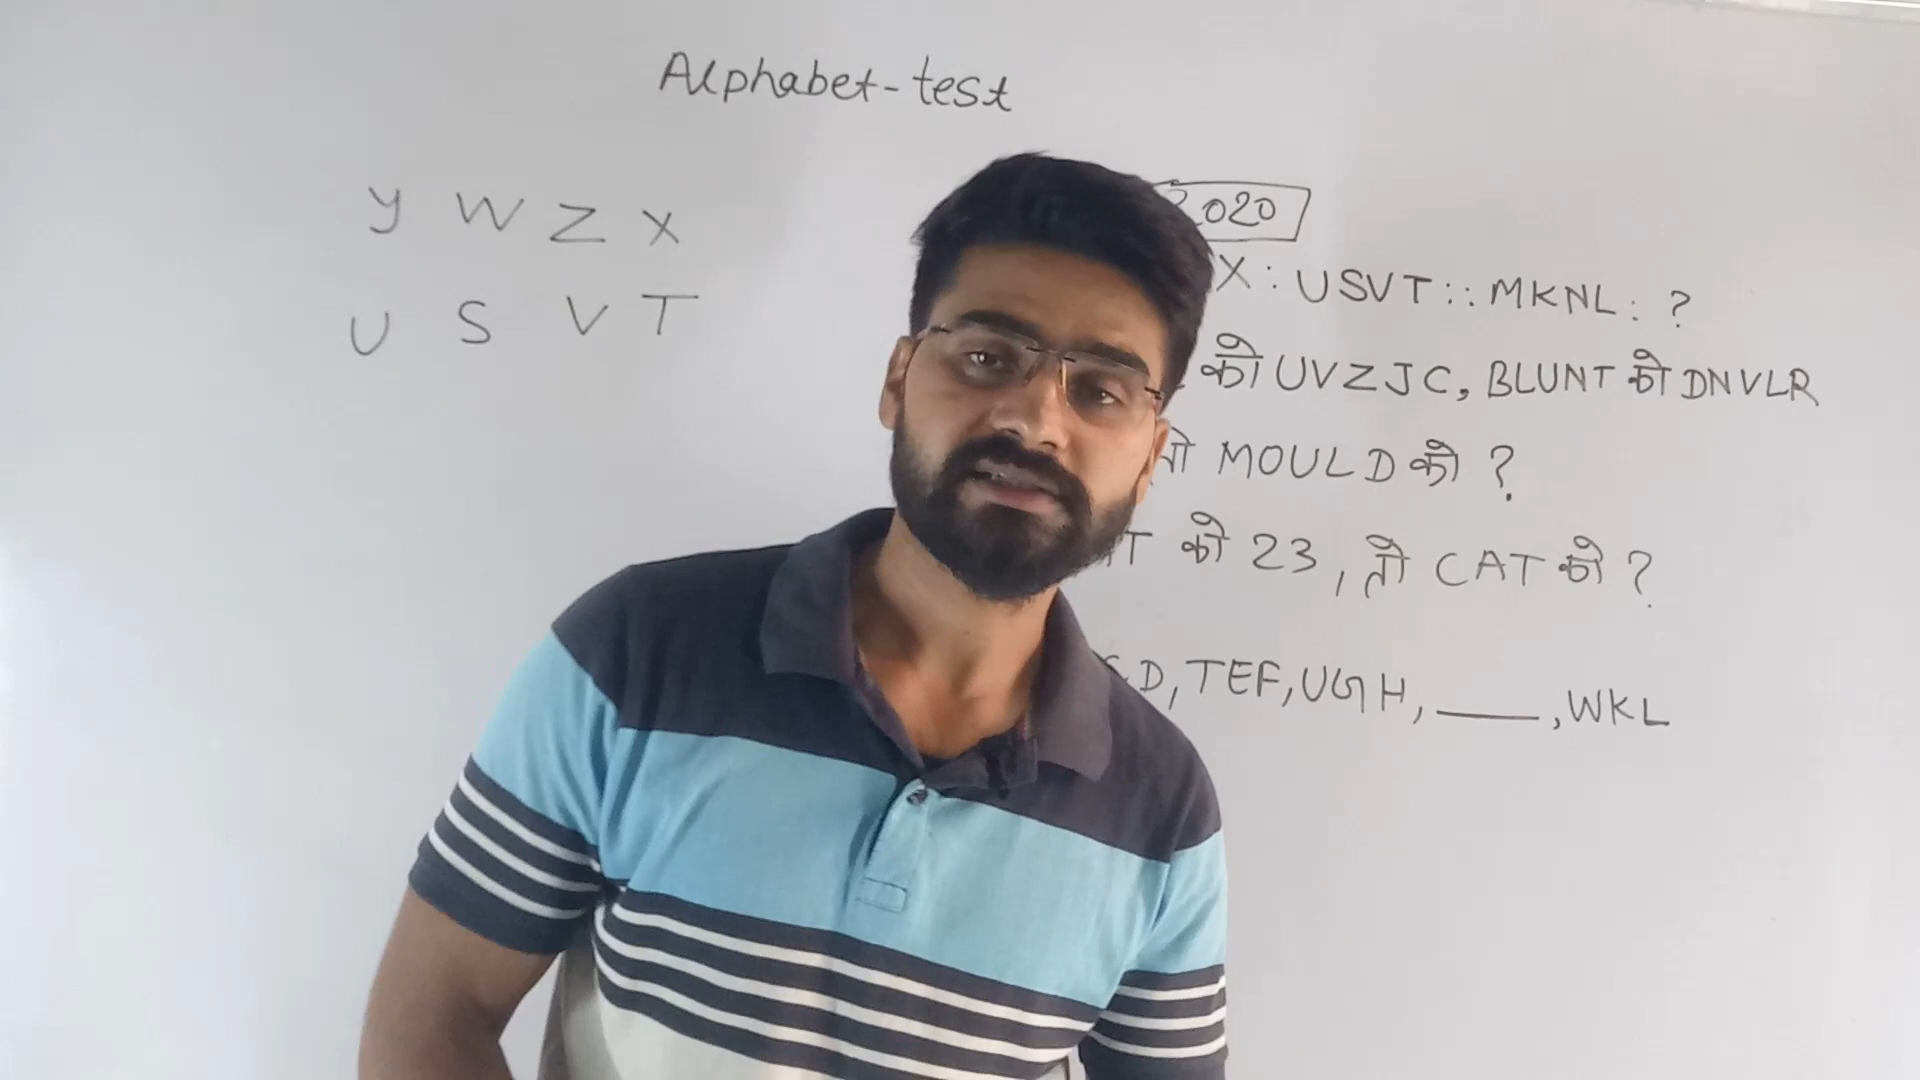 Alphabet-test
Y W Z X
U S V T
2020
X : USVT :: MKNL : ?
को UVZJC, BLUNT को DNVLR
तो MOULD को ?
T को 23, तो CAT को ?
D, TEF, UGH, ____, WKL